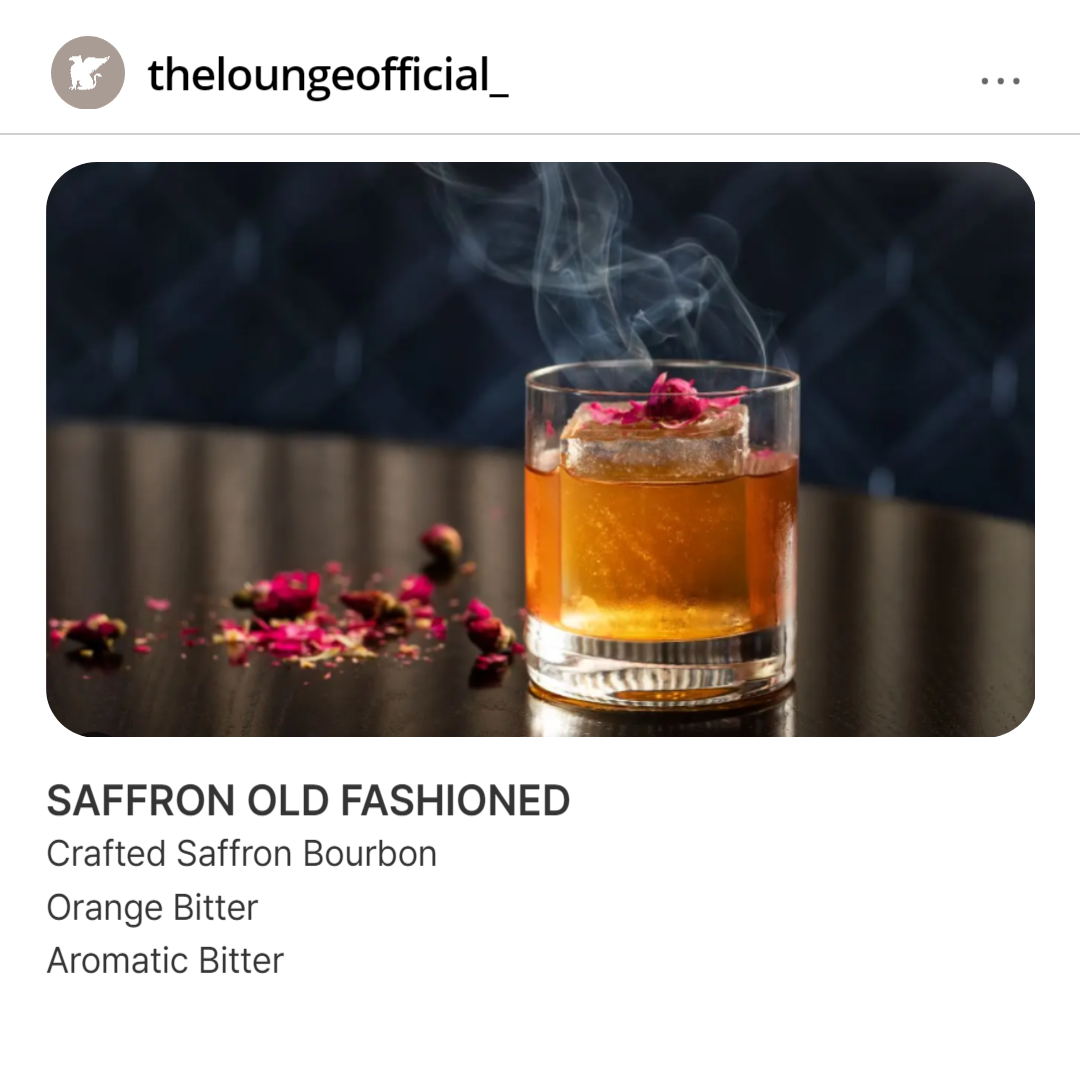 theloungeofficial_
SAFFRON OLD FASHIONED
Crafted Saffron Bourbon
Orange Bitter
Aromatic Bitter